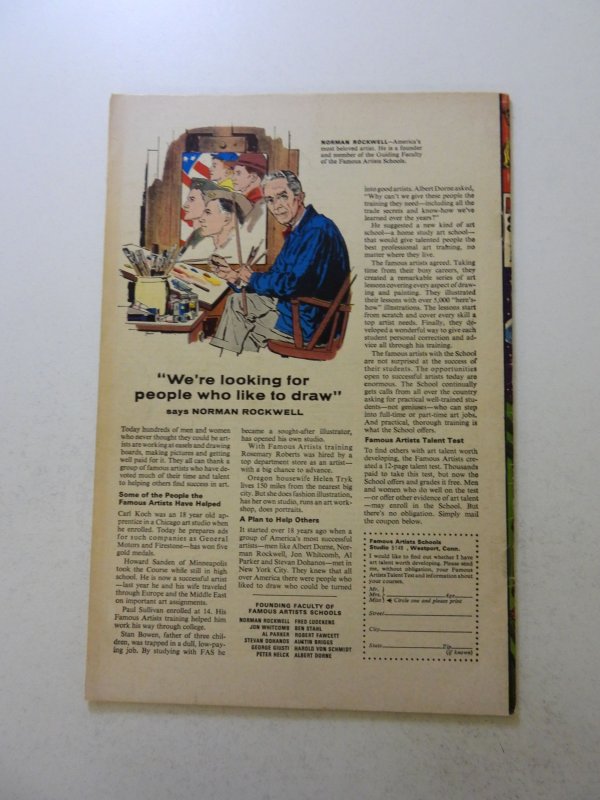 NORMAN ROCKWELL—America's
most beloved artist. He is a founder
and member of the Guiding Faculty
of the Famous Artists Schools.
"We're looking for
people who like to draw"
says NORMAN ROCKWELL
Today hundreds of men and women
who never thought they could be art-
ists are working at easels and drawing
boards, making pictures and getting
well paid for it. They all can thank a
group of famous artists who have de-
voted much of their time and talent
to helping others find success in art.
Some of the People the
Famous Artists Have Helped
Carl Koch was an 18 year old ap-
prentice in a Chicago art studio when
he enrolled. Today he prepares ads
for such companies as General
Motors and Firestone—has won five
gold medals.
Howard Sanden of Minneapolis
took the Course while still in high
school. He is now a successful artist
—last year he and his wife traveled
through Europe and the Middle East
on important art assignments.
Paul Sullivan enrolled at 14. His
Famous Artists training helped him
work his way through college.
Stan Bowen, father of three chil-
dren, was trapped in a dull, low-pay-
ing job. By studying with FAS he
became a sought-after illustrator,
has opened his own studio.
With Famous Artists training
Rosemary Roberts was hired by a
top department store as an artist—
with a big chance to advance.
Oregon housewife Helen Tryk
lives 150 miles from the nearest big
city. But she does fashion illustration,
has her own studio, runs an art work-
shop, does portraits.
A Plan to Help Others
It started over 18 years ago when a
group of America's most successful
artists—men like Albert Dorne, Nor-
man Rockwell, Jon Whitcomb, Al
Parker and Stevan Dohanos—met in
New York City. They knew that all
over America there were people who
liked to draw who could be turned
into good artists. Albert Dorne asked,
"Why can't we give these people the
training they need—including all the
trade secrets and know-how we've
learned over the years?"
He suggested a new kind of art
school—a home study art school—
that would give talented people the
best professional art training, no
matter where they live.
The famous artists agreed. Taking
time from their busy careers, they
created a remarkable series of art
lessons covering every aspect of draw-
ing and painting. They illustrated
their lessons with over 5,000 "here's-
how" illustrations. The lessons start
from scratch and cover every skill a
top artist needs. Finally, they de-
veloped a wonderful way to give each
student personal correction and ad-
vice all through his training.
The famous artists with the School
are not surprised at the success of
their students. The opportunities
open to successful artists today are
enormous. The School continually
gets calls from all over the country
asking for practical well-trained stu-
dents—not geniuses—who can step
into full-time or part-time art jobs.
And practical, thorough training is
what the School offers.
Famous Artists Talent Test
To find others with art talent worth
developing, the Famous Artists cre-
ated a 12-page talent test. Thousands
paid to take this test, but now the
School offers and grades it free. Men
and women who do well on the test
—or offer other evidence of art talent
—may enroll in the School. But
there's no obligation. Simply mail
the coupon below.
FOUNDING FACULTY OF
FAMOUS ARTISTS SCHOOLS
NORMAN ROCKWELL FRED LUDEKENS
JON WHITCOMB BEN STAHL
AL PARKER ROBERT FAWCETT
STEVAN DOHANOS AUSTIN BRIGGS
GEORGE GIUSTI HAROLD VON SCHMIDT
PETER HELCK ALBERT DORNE
Famous Artists Schools
Studio 5148, Westport, Conn.
I would like to find out whether I have
art talent worth developing. Please send
me, without obligation, your Famous
Artists Talent Test and information about
your courses.
Mr.
Mrs. Age
Miss Circle one and please print
Street
City
State Zip
(if known)